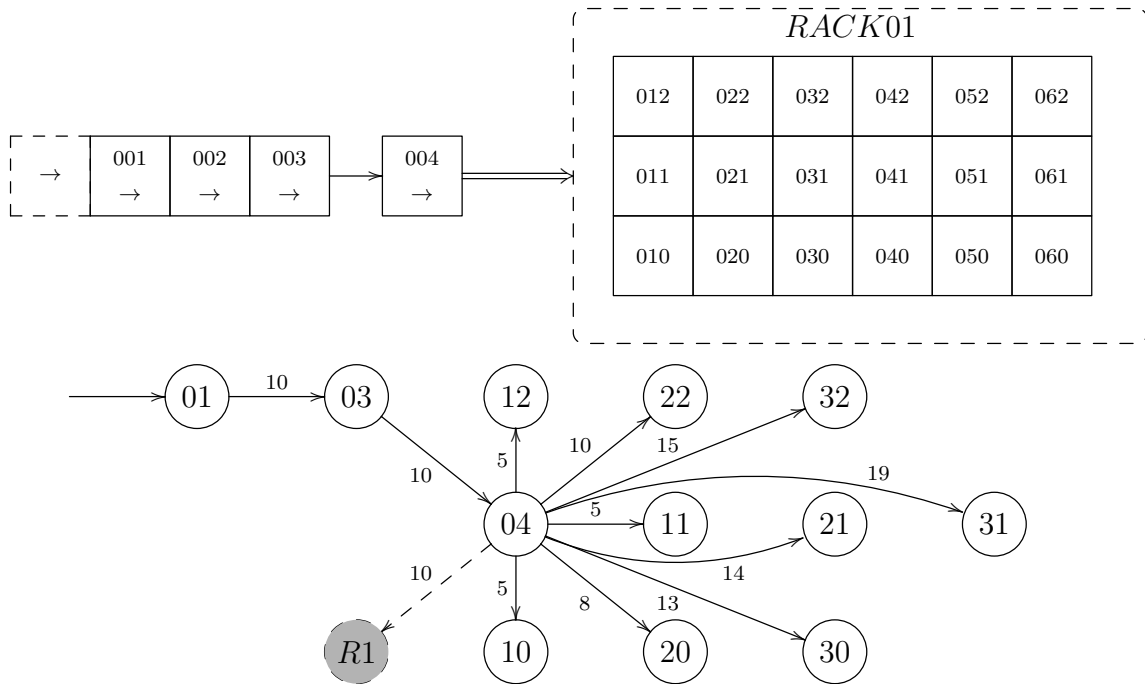 RACK01
012 022 032 042 052 062
→ 001 002 003 004
→ → → →
011 021 031 041 051 061
010 020 030 040 050 060
01 10 03 12 22 32
10 5 10 15 19
04 5 11 21 31
10 5 8 13 14
R1 10 20 30